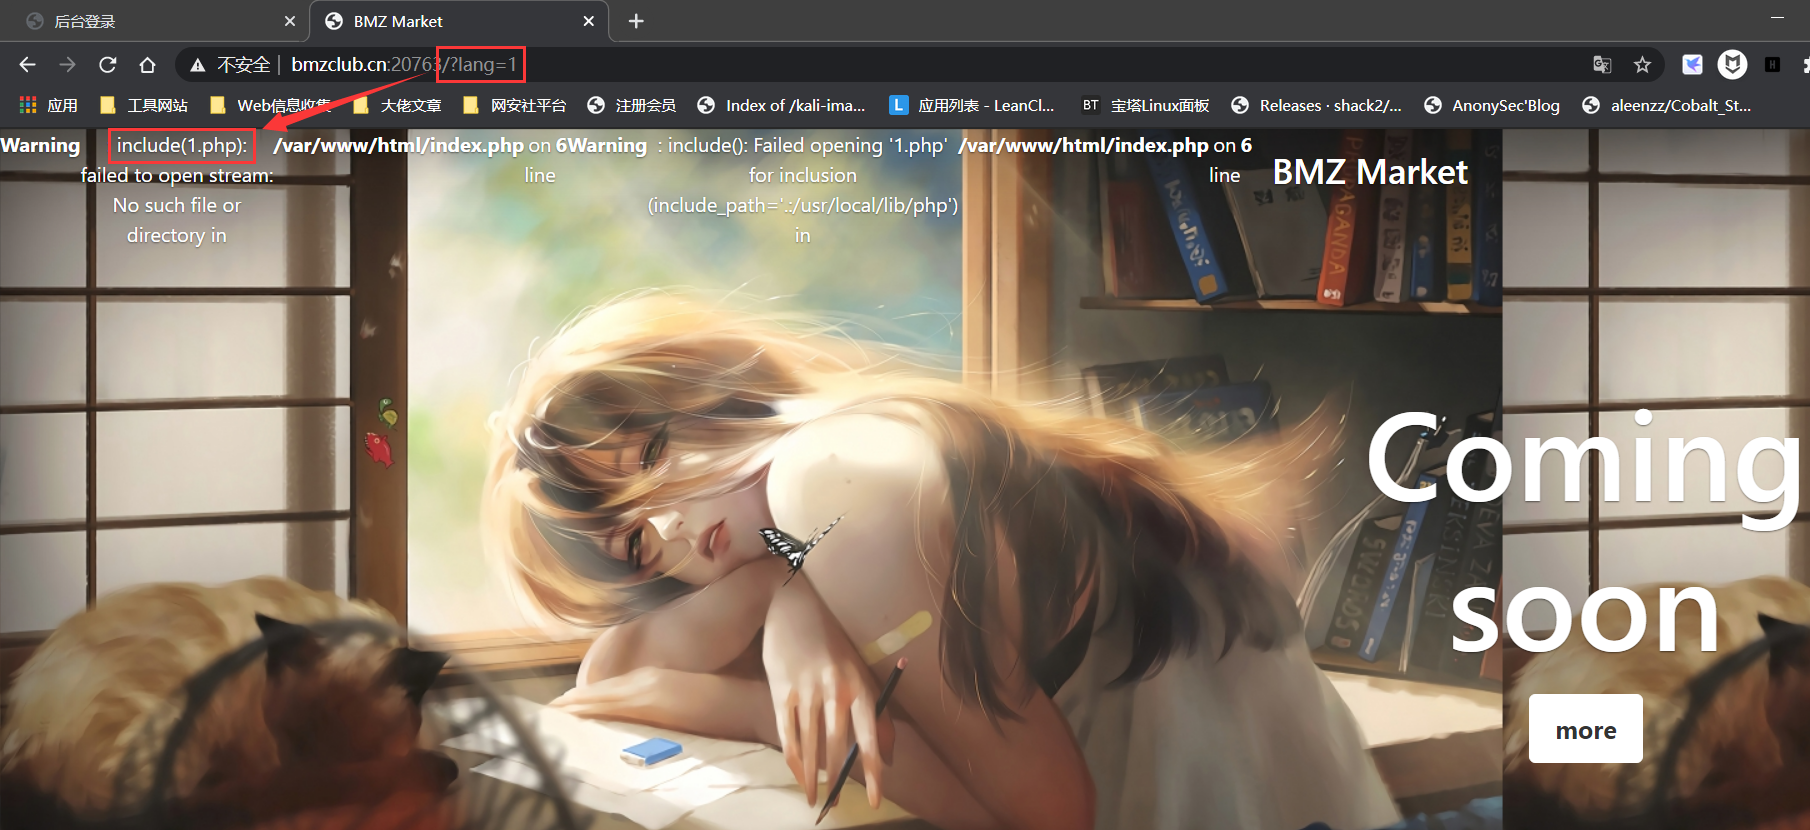 后台登录
BMZ Market
不安全 | bmzclub.cn:20763/?lang=1
应用
工具网站
Web信息收集
大佬文章
网安社平台
注册会员
Index of /kali-ima...
L
应用列表 - LeanCl...
BT
宝塔Linux面板
Releases · shack2/...
AnonySec'Blog
aleenzz/Cobalt_St...
Warning
include(1.php):
failed to open stream:
No such file or
directory in
/var/www/html/index.php on
line
6Warning
: include(): Failed opening '1.php'
for inclusion
(include_path='.:/usr/local/lib/php')
in
/var/www/html/index.php on
line
6
BMZ Market
PROPAGANDA
SWORDS
Coming
soon
more